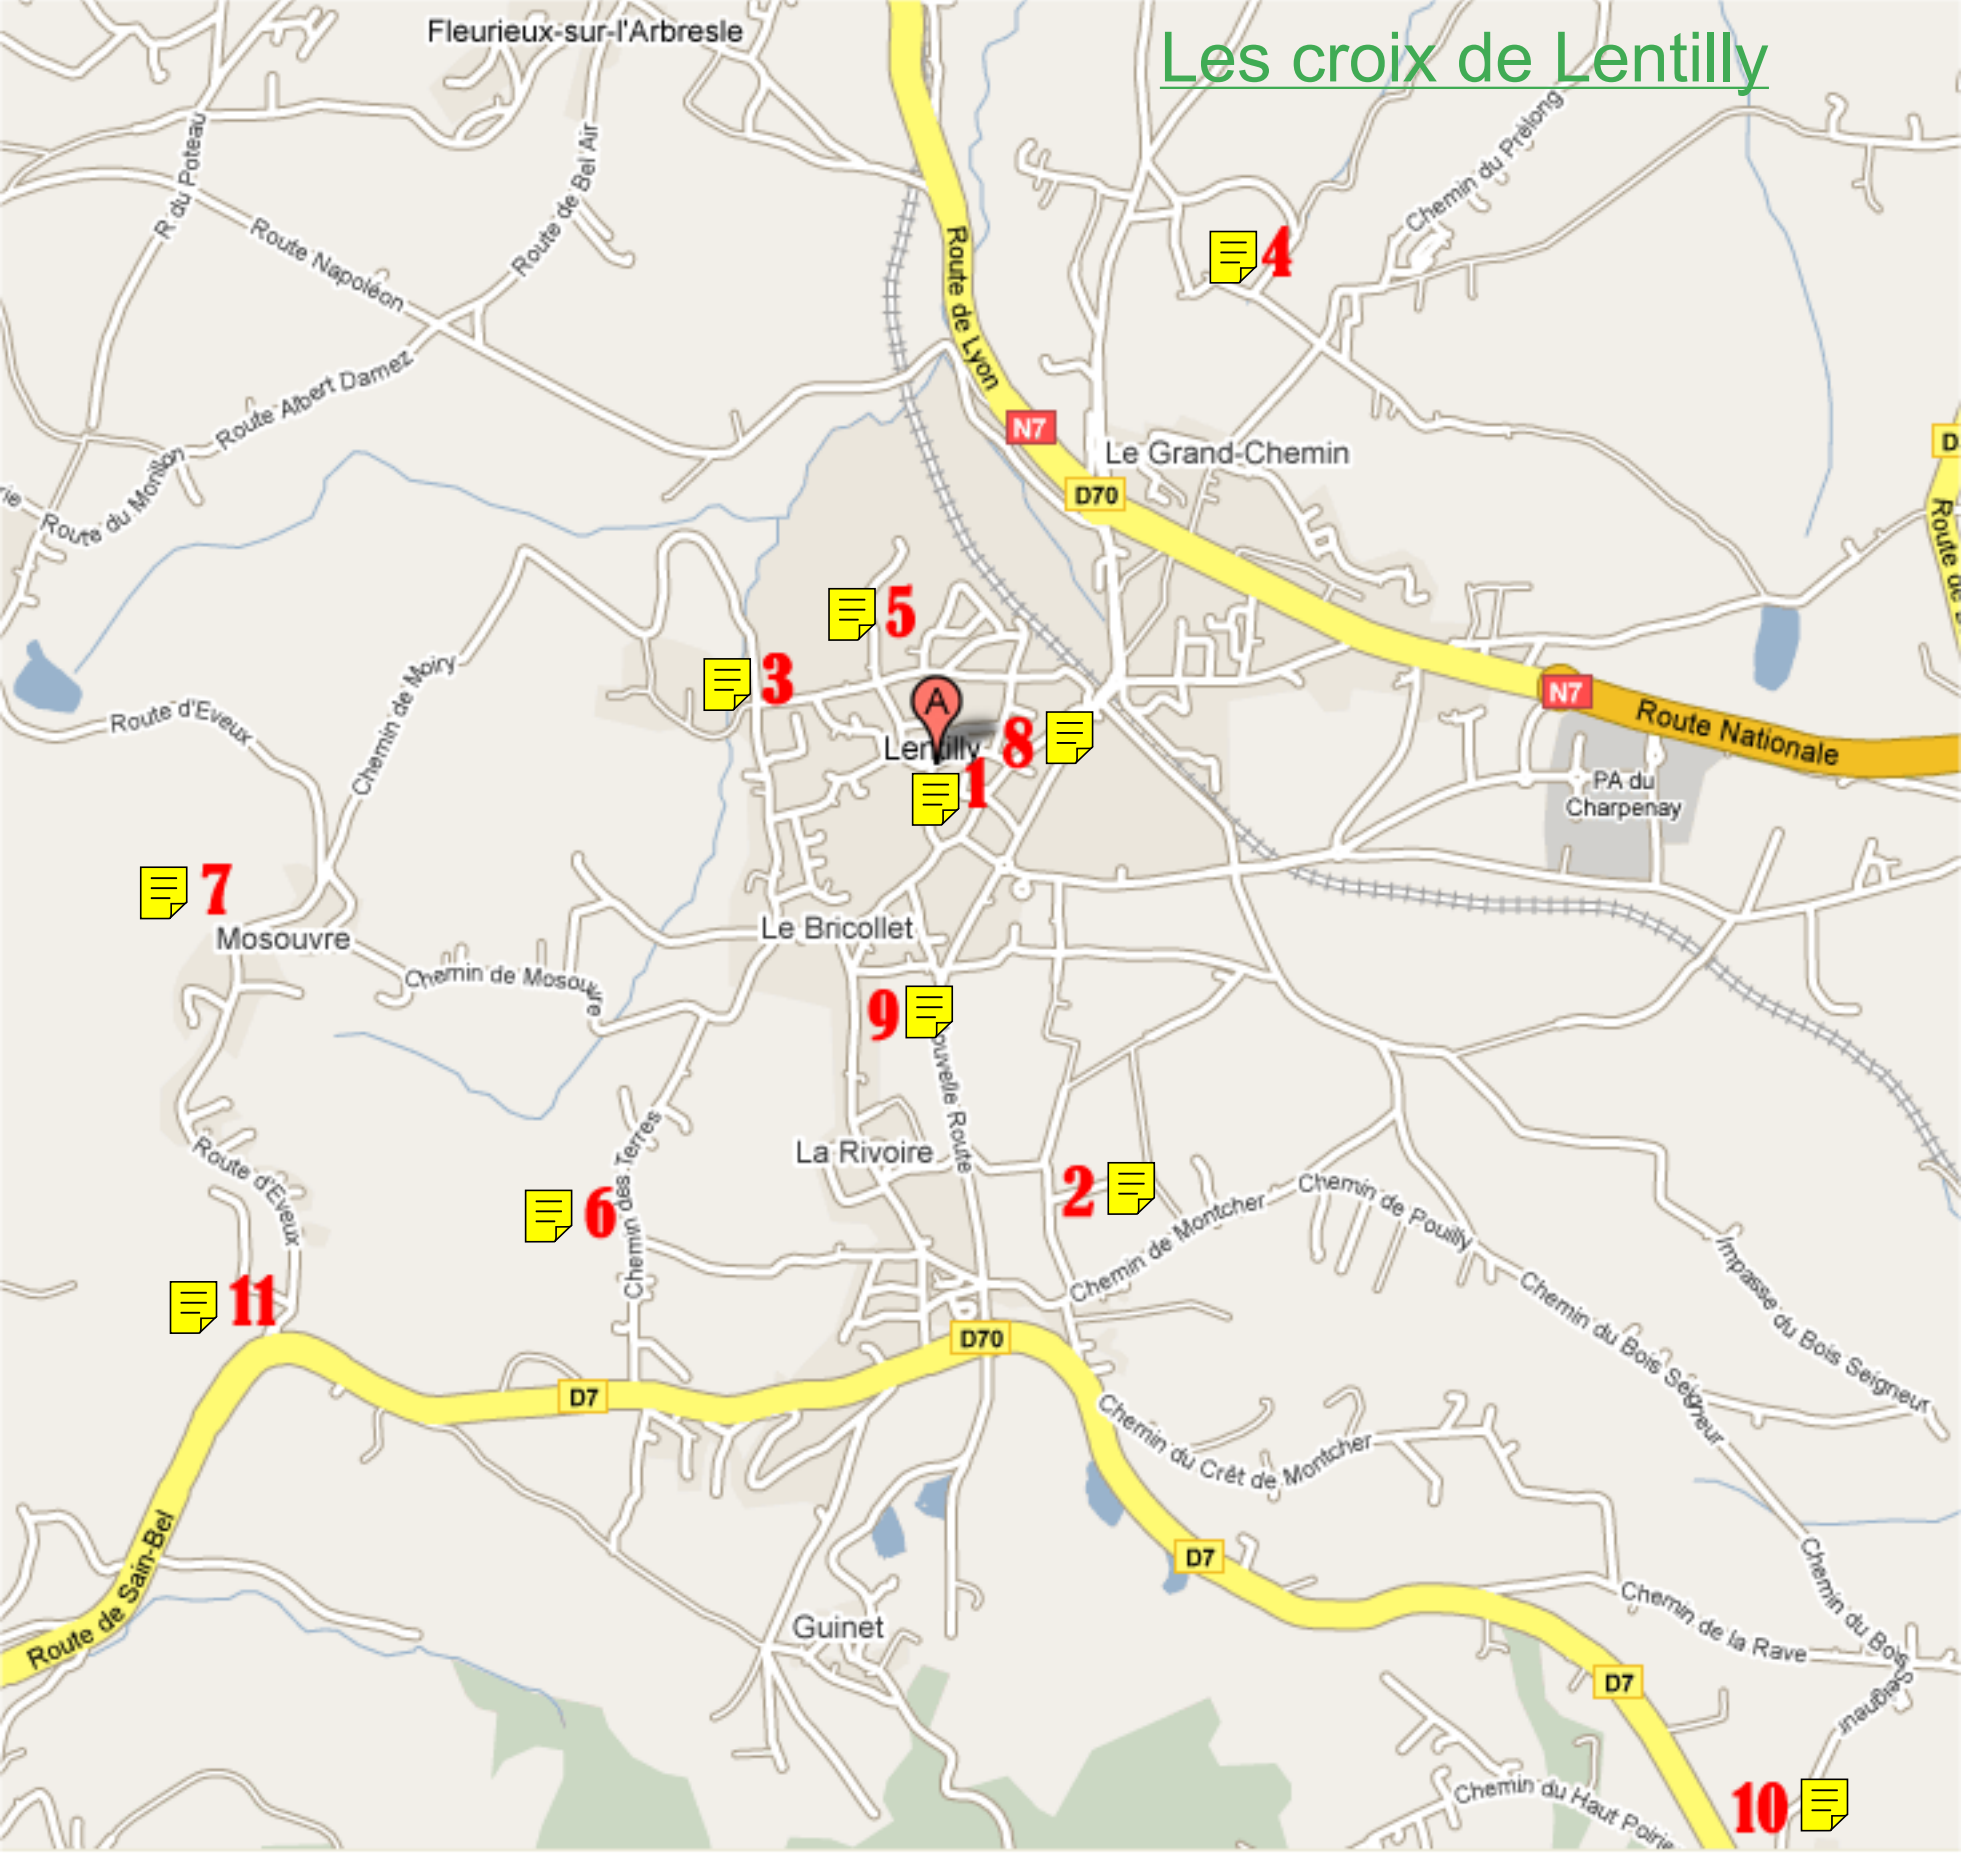 Fleurieux-sur-l'Arbresle
Les croix de Lentilly
R du Poteau
Route de Bel Air
Chemin du Prélong
Route Napoléon
Route de Lyon
4
Route Albert Damez
N7
Le Grand-Chemin
D
D70
Route du Morillon
Route de
5
3
Chemin de Moiry
A
N7
Route d'Eveux
Route Nationale
Lentilly
8
1
PA du
Charpenay
7
Le Bricollet
Mosouvre
Chemin de Mosouvre
9
ouvelle Route
Chemin des Terres
La Rivoire
2
6
Route d'Eveux
Chemin de Montcher
Chemin de Pouilly
Impasse du Bois Seigneur
11
Chemin du Bois Seigneur
D70
D7
Chemin du Crêt de Montcher
Route de Sain-Bel
D7
Chemin du Bois Seigneur
Chemin de la Rave
Guinet
D7
Chemin du Haut Poirie
10